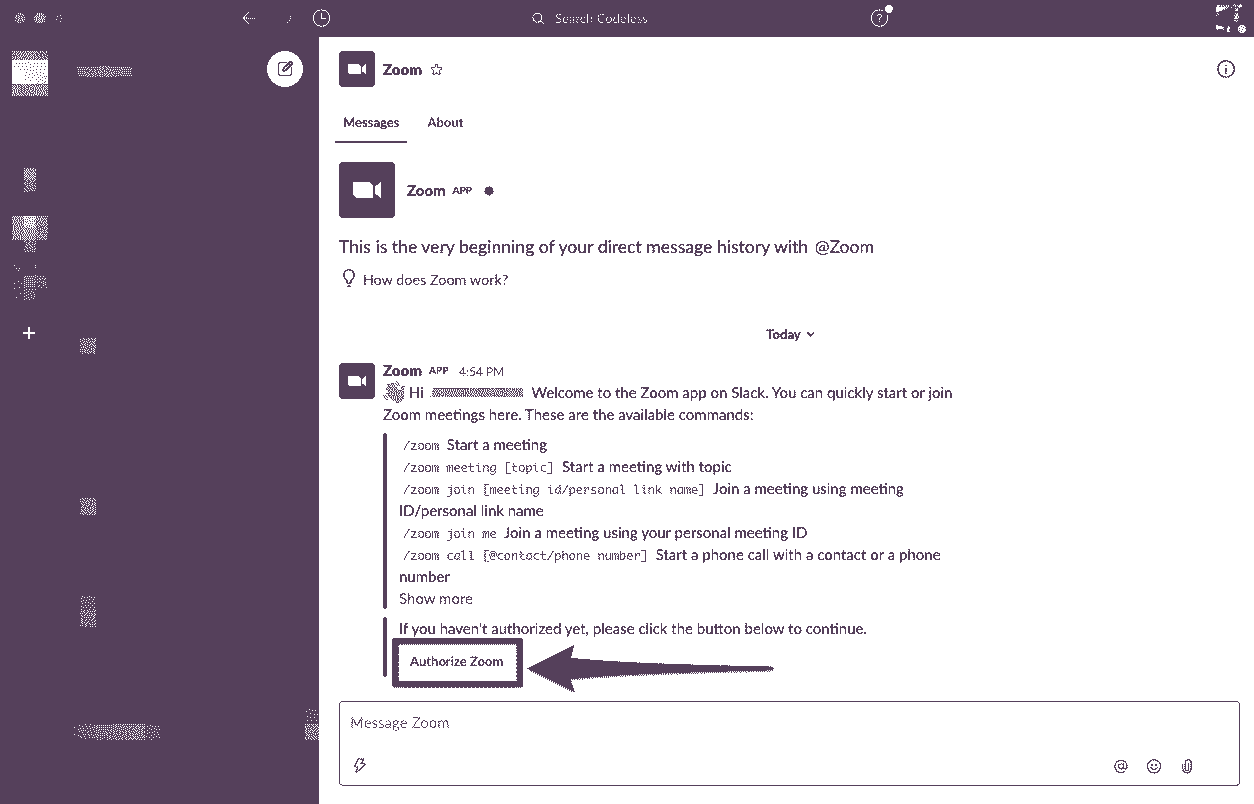 Search Codeless
Zoom
Messages About
Zoom APP
This is the very beginning of your direct message history with @Zoom
How does Zoom work?
Today
Zoom APP 4:54 PM
Hi Welcome to the Zoom app on Slack. You can quickly start or join
Zoom meetings here. These are the available commands:
/zoom Start a meeting
/zoom meeting [topic] Start a meeting with topic
/zoom join [meeting id/personal link name] Join a meeting using meeting
ID/personal link name
/zoom join me Join a meeting using your personal meeting ID
/zoom call [@contact/phone number] Start a phone call with a contact or a phone
number
Show more
If you haven't authorized yet, please click the button below to continue.
Authorize Zoom
Message Zoom